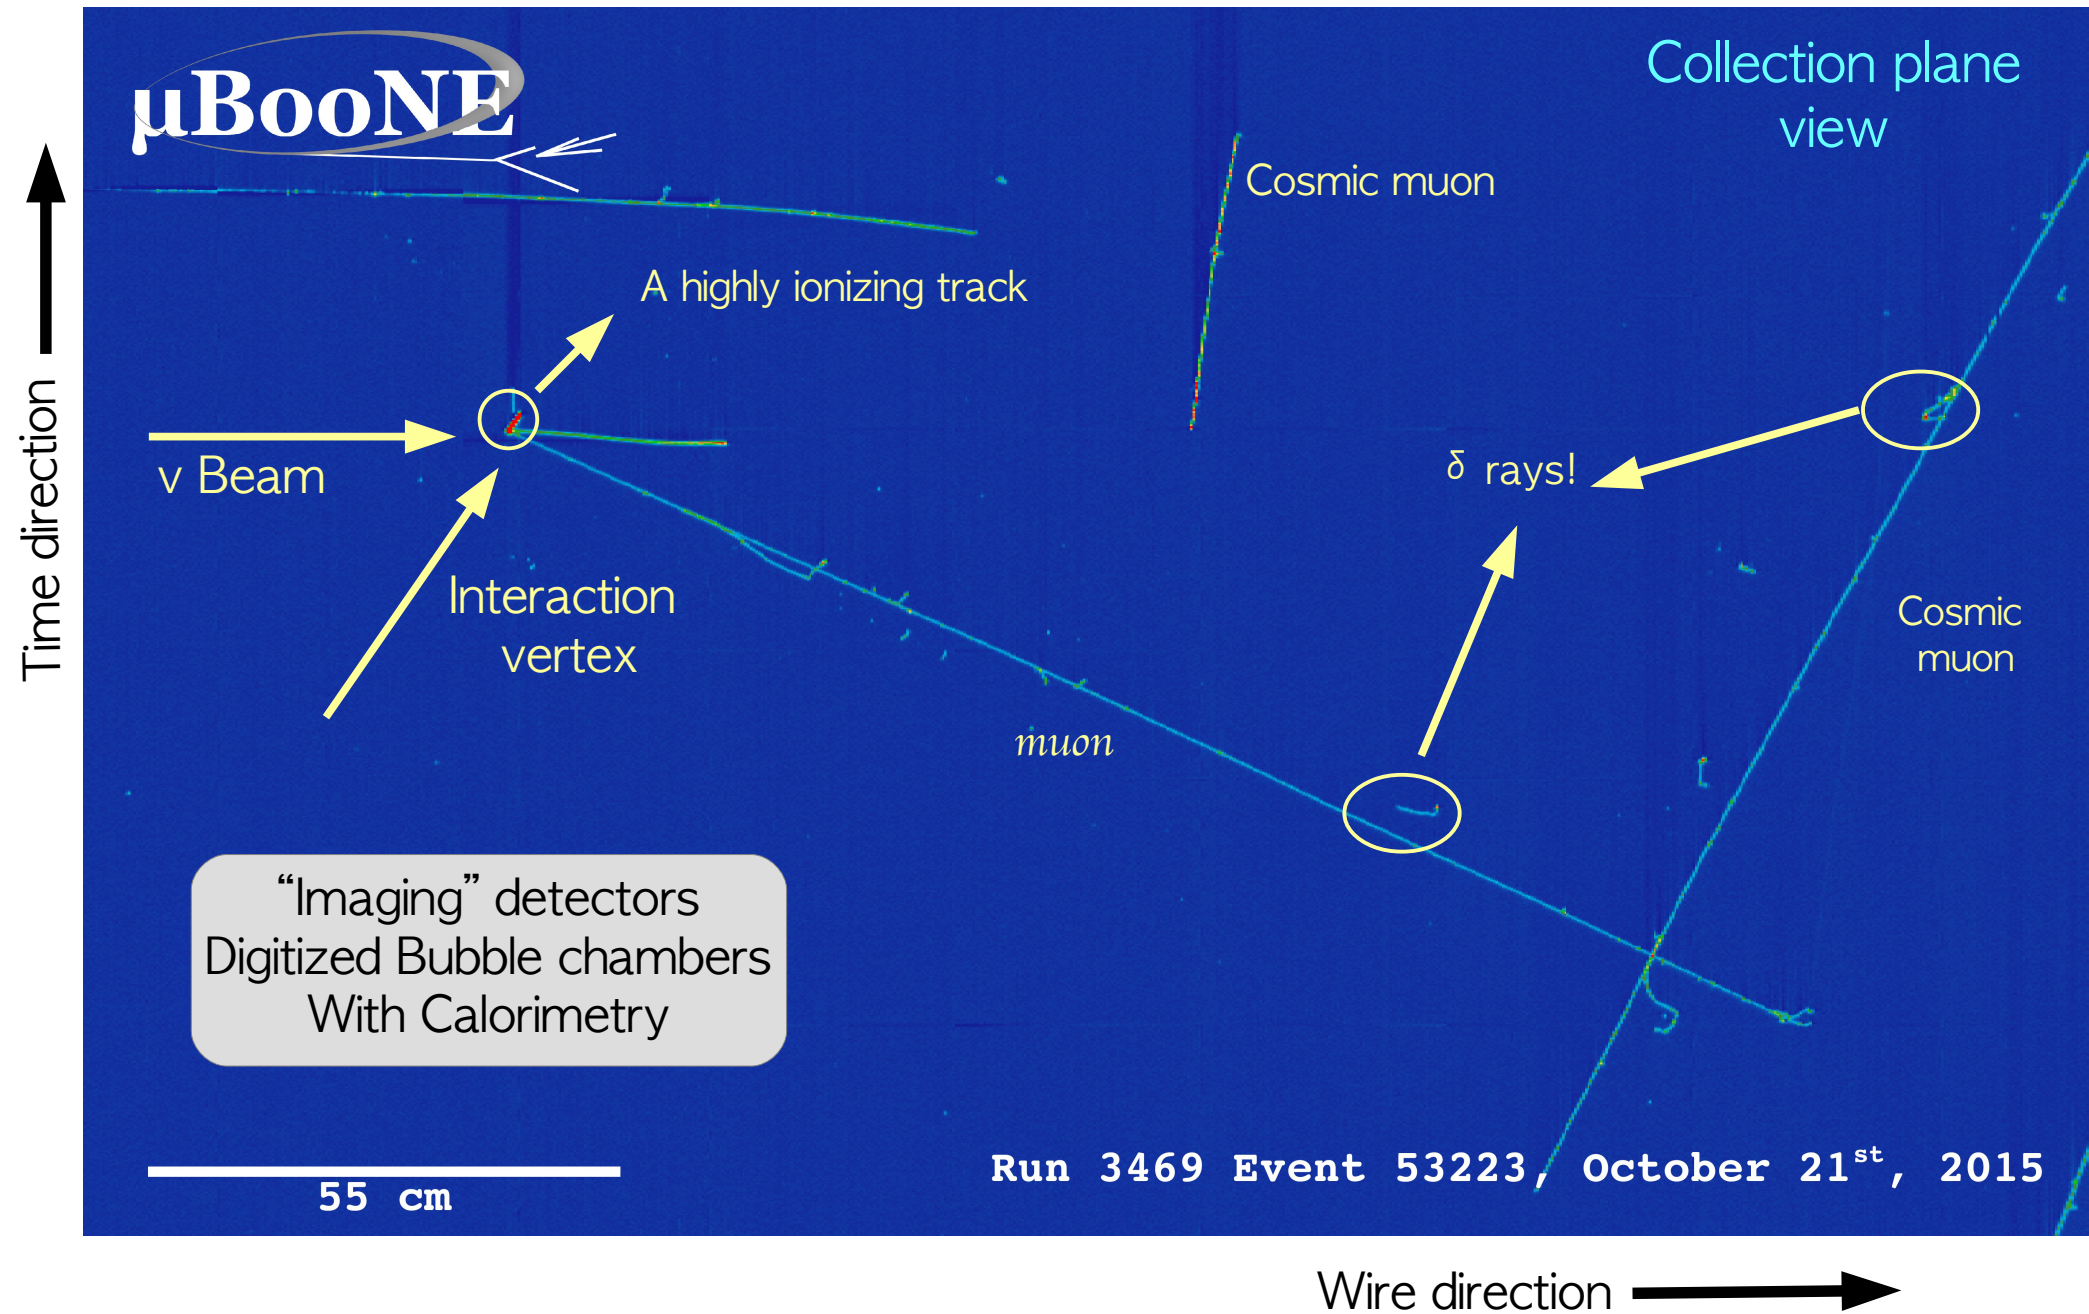 µBooNE
Collection plane
view
Cosmic muon
A highly ionizing track
ν Beam
δ rays!
Interaction
vertex
Cosmic
muon
muon
“Imaging” detectors
Digitized Bubble chambers
With Calorimetry
55 cm
Run 3469 Event 53223, October 21st, 2015
Time direction
Wire direction